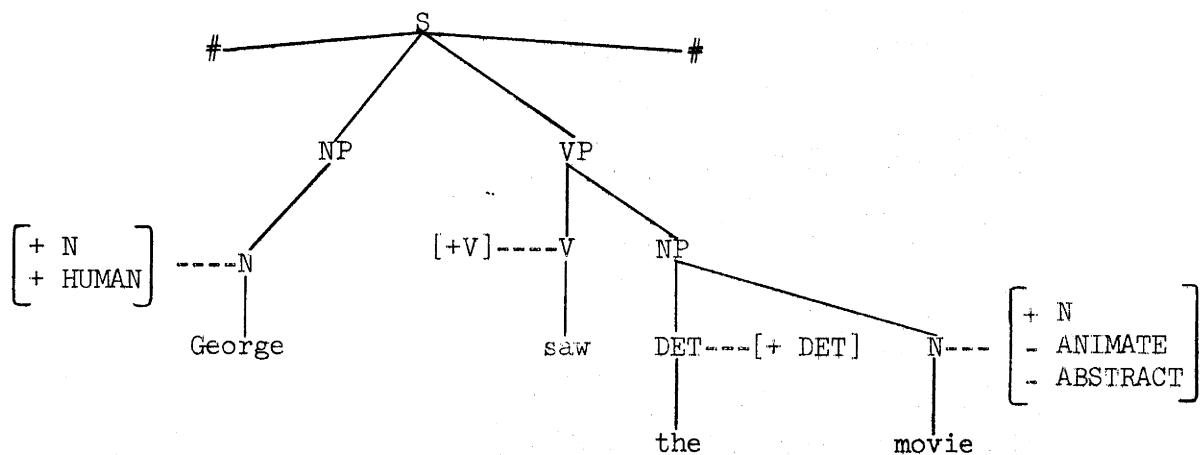 S
# #
NP VP
[+ N
+ HUMAN] ----N [+V]----V NP
George saw DET---[+ DET] N--- [+ N
- ANIMATE
- ABSTRACT]
the movie